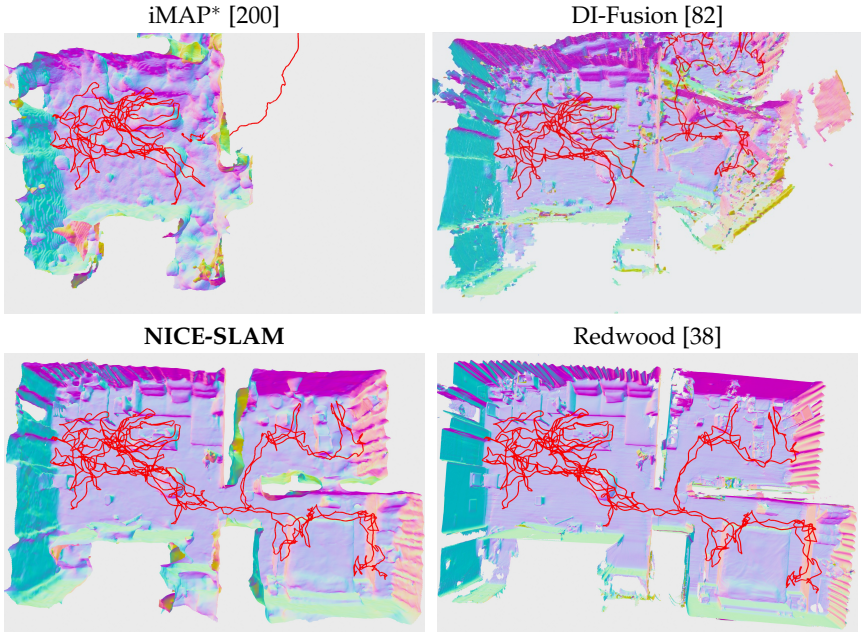 iMAP* [200]
DI-Fusion [82]
NICE-SLAM
Redwood [38]